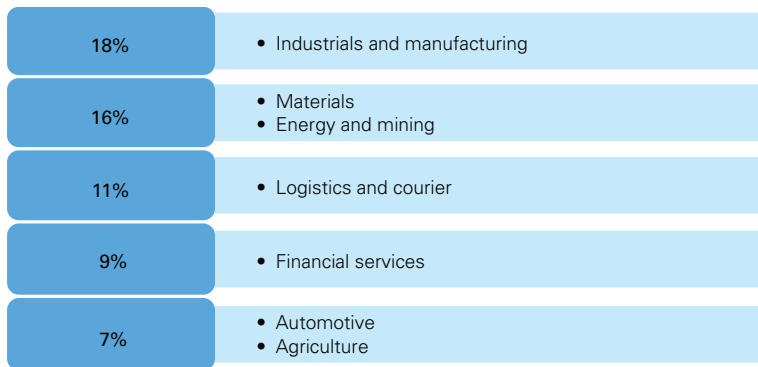 18%
• Industrials and manufacturing
16%
• Materials
• Energy and mining
11%
• Logistics and courier
9%
• Financial services
7%
• Automotive
• Agriculture